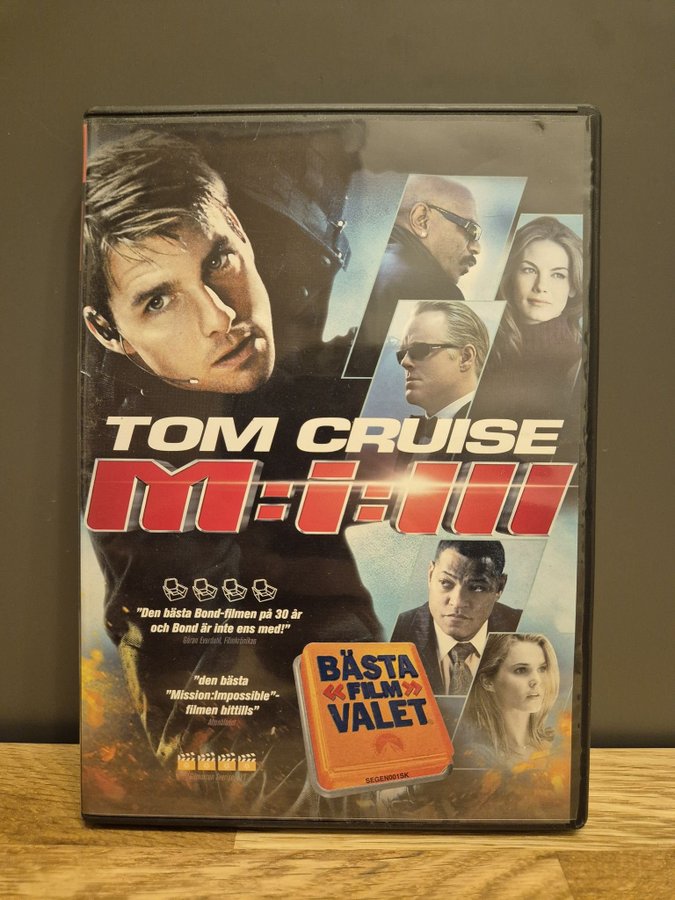 TOM CRUISE
M:i:III
"Den bästa Bond-filmen på 30 år
och Bond är inte ens med!"
Göran Everdahl, Filmkrönikan
"den bästa
"Mission:Impossible"-
filmen hittills"
Aftonbladet
BÄSTA
«FILM»
VALET
SEGEN001SK